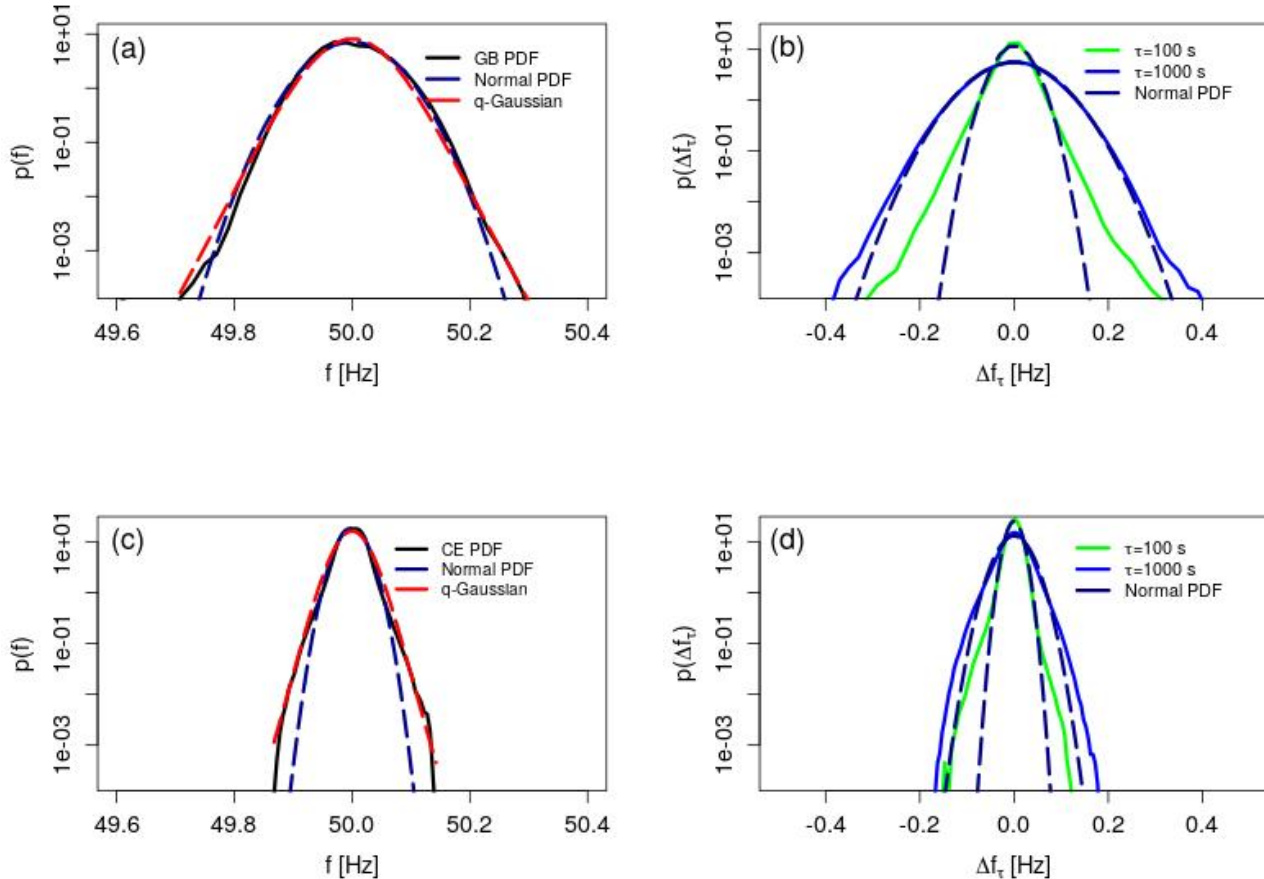 (a)
GB PDF
Normal PDF
q-Gaussian
p(f)
1e+01
1e-01
1e-03
49.6
49.8
50.0
50.2
50.4
f [Hz]
(b)
τ=100 s
τ=1000 s
Normal PDF
p(Δfτ)
1e+01
1e-01
1e-03
-0.4
-0.2
0.0
0.2
0.4
Δfτ [Hz]
(c)
CE PDF
Normal PDF
q-Gaussian
p(f)
1e+01
1e-01
1e-03
49.6
49.8
50.0
50.2
50.4
f [Hz]
(d)
τ=100 s
τ=1000 s
Normal PDF
p(Δfτ)
1e+01
1e-01
1e-03
-0.4
-0.2
0.0
0.2
0.4
Δfτ [Hz]